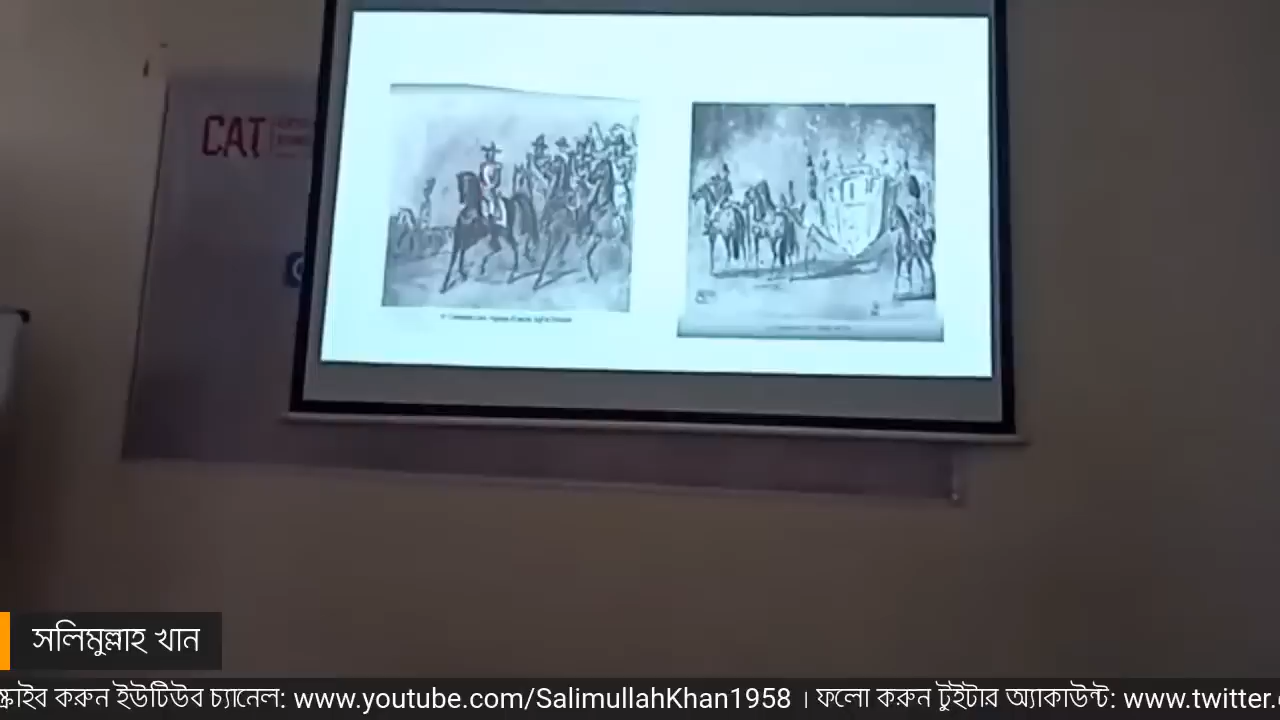 CAT
সলিমুল্লাহ খান
স্ক্রাইব করুন ইউটিউব চ্যানেল: www.youtube.com/SalimullahKhan1958 । ফলো করুন টুইটার অ্যাকাউন্ট: www.twitter.c